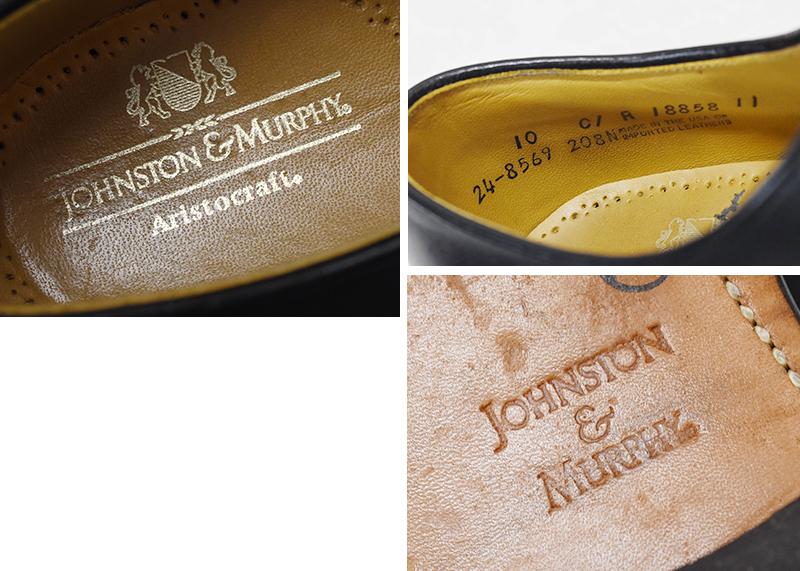 JOHNSTON & MURPHY®
Aristocraft®
10 C/ R 18858 11
24-8569 208N MADE IN THE USA OF
IMPORTED LEATHERS
JOHNSTON
&
MURPHY®